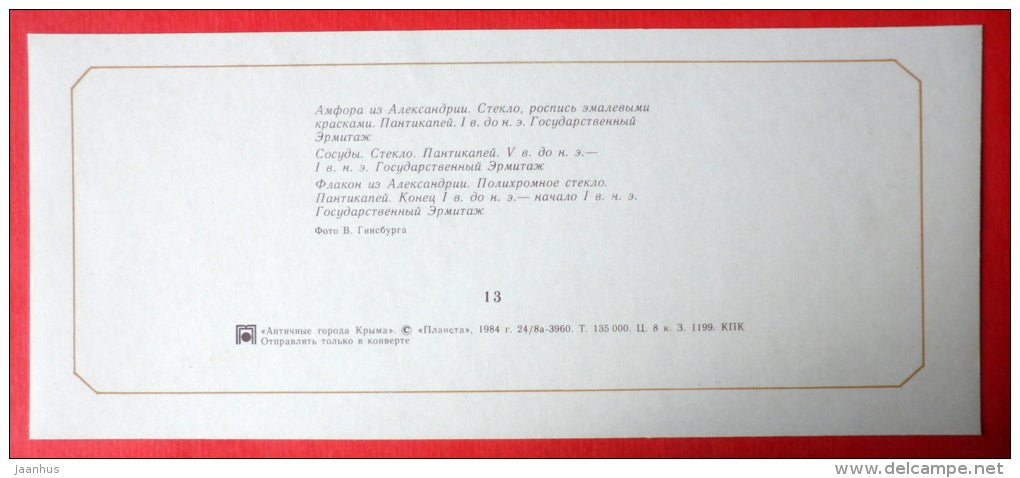 Амфора из Александрии. Стекло, роспись эмалевыми
красками. Пантикапей. I в. до н. э. Государственный
Эрмитаж
Сосуды. Стекло. Пантикапей. V в. до н. э.—
I в. н. э. Государственный Эрмитаж
Флакон из Александрии. Полихромное стекло.
Пантикапей. Конец I в. до н. э.— начало I в. н. э.
Государственный Эрмитаж
Фото В. Гинсбурга
13
«Античные города Крыма». © «Планета», 1984 г. 24/8а-3960. Т. 135 000. Ц. 8 к. З. 1199. КПК
Отправлять только в конверте
jaanhus
www.delcampe.net